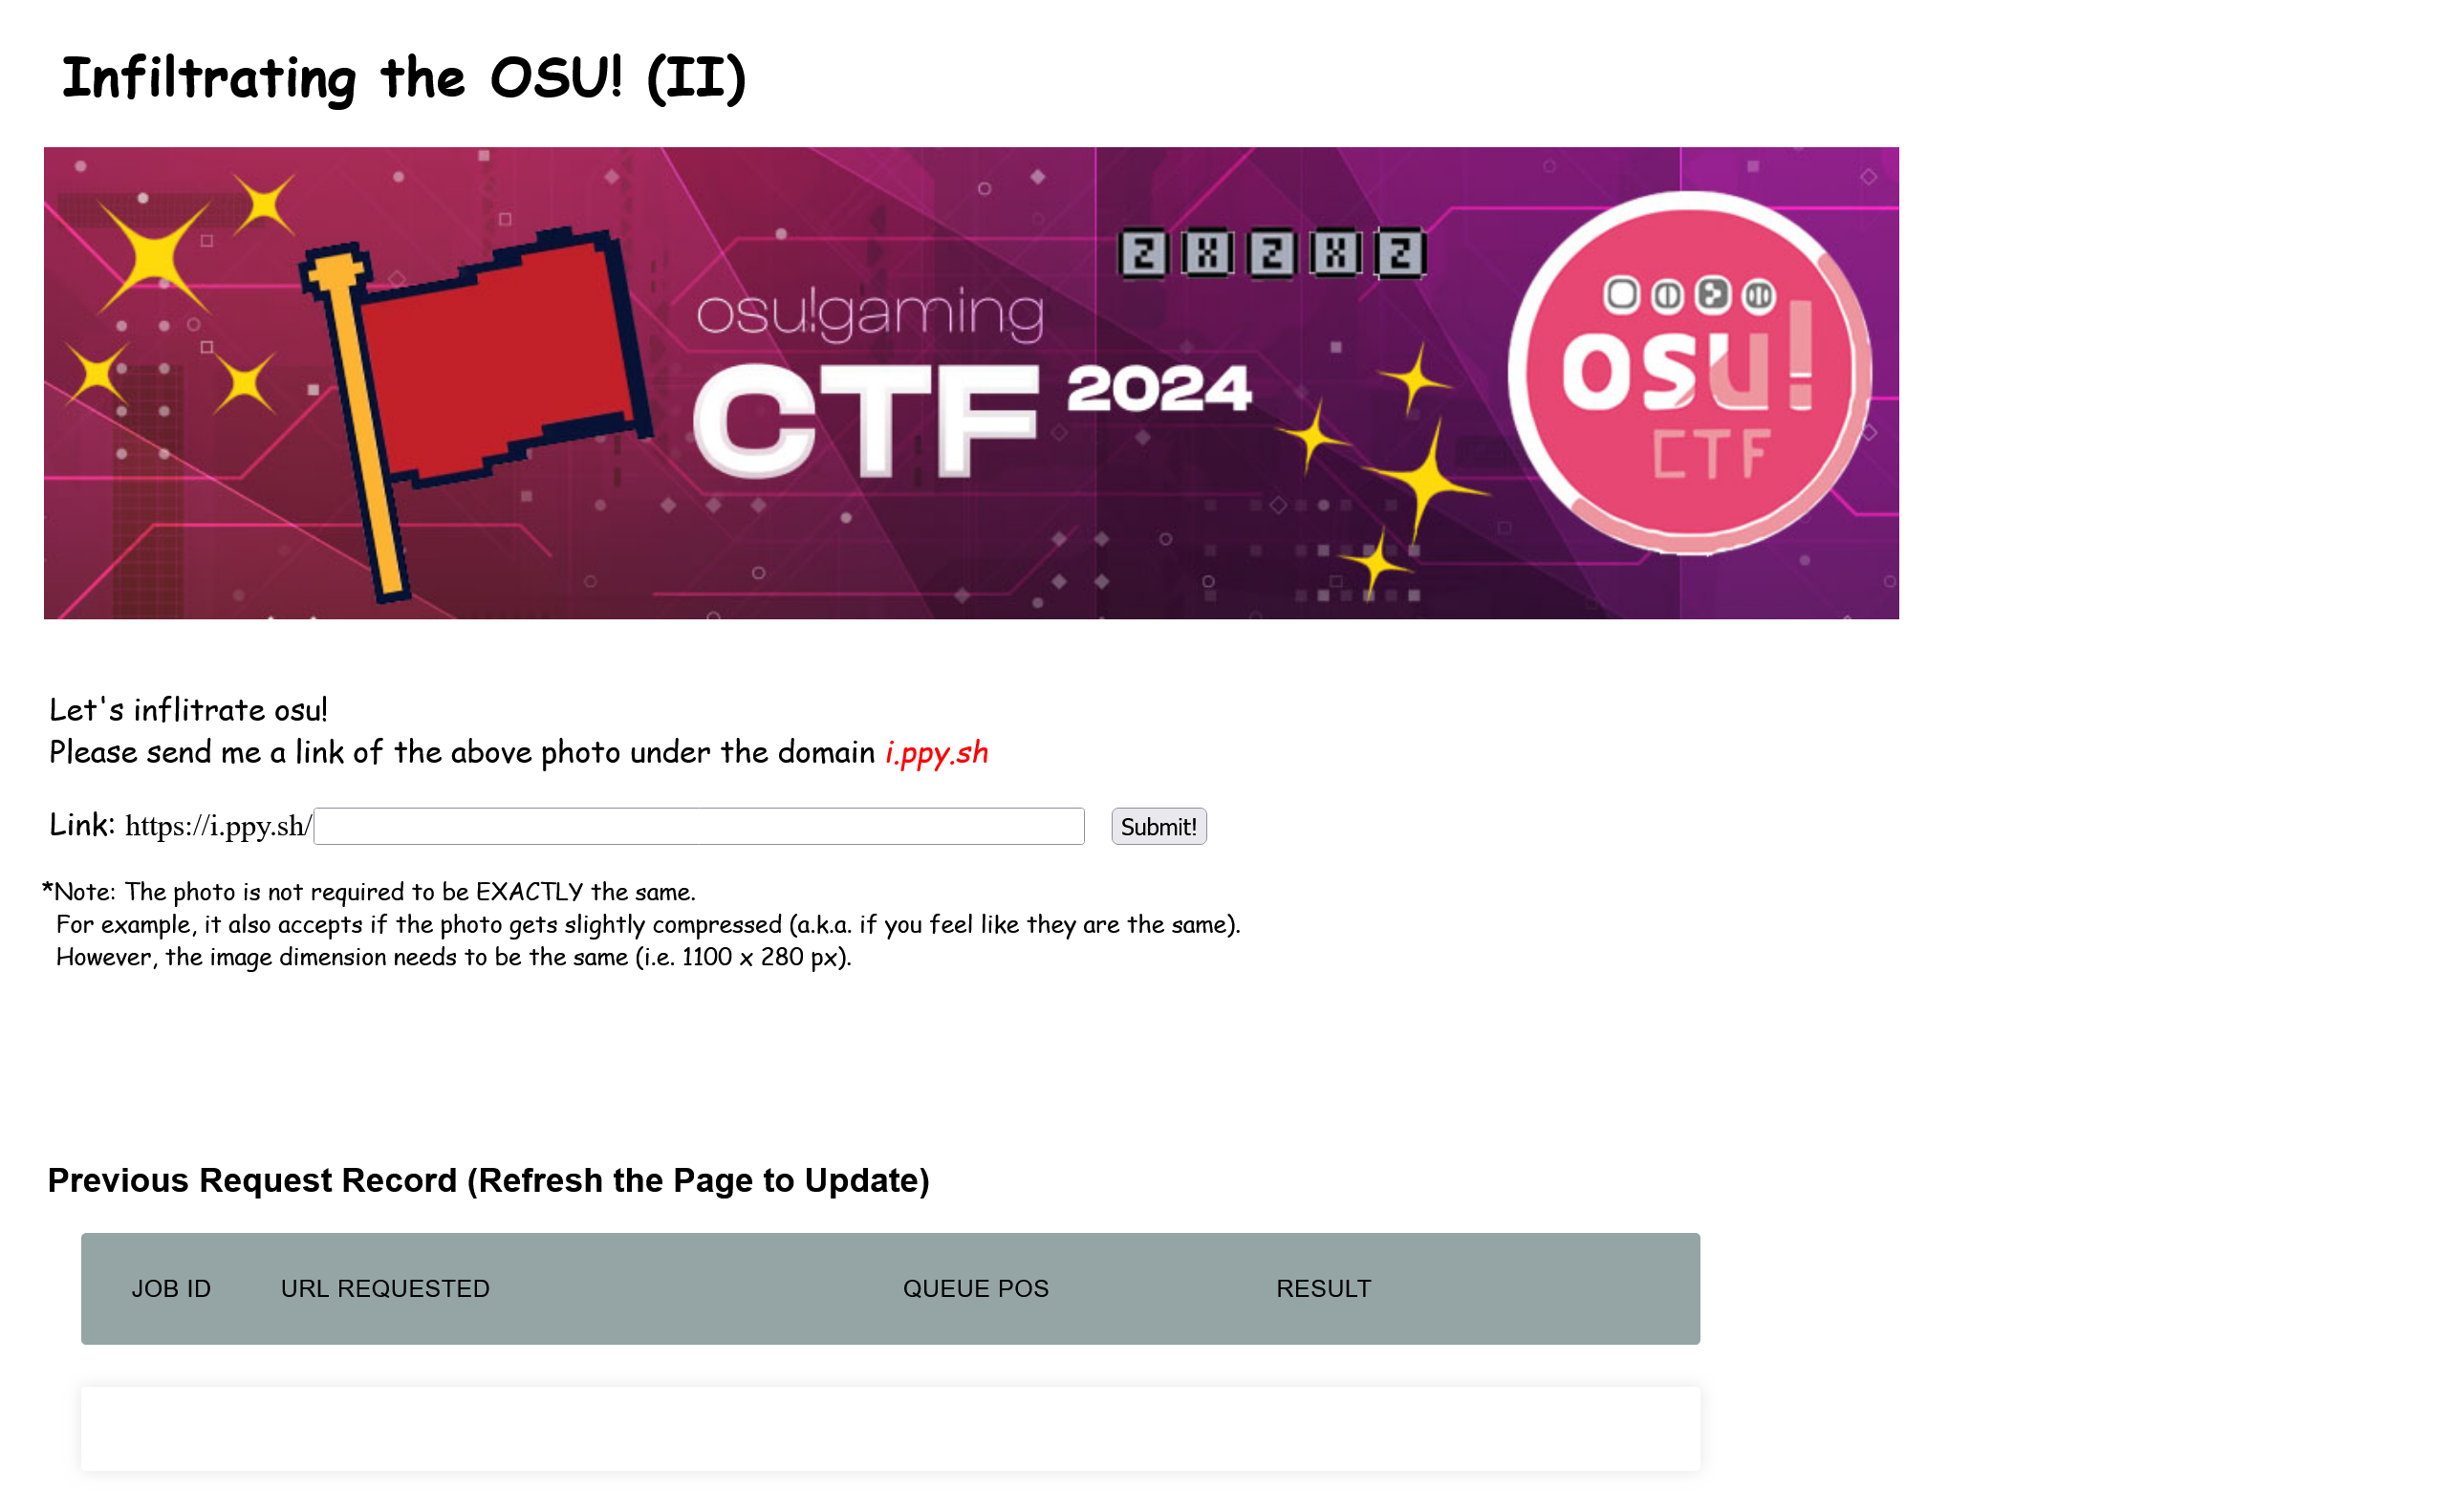 Infiltrating the OSU! (II)
Z X Z X Z
osu!gaming
CTF 2024
osu!
CTF
Let's inflitrate osu!
Please send me a link of the above photo under the domain i.ppy.sh
Link: https://i.ppy.sh/
Submit!
*Note: The photo is not required to be EXACTLY the same.
For example, it also accepts if the photo gets slightly compressed (a.k.a. if you feel like they are the same).
However, the image dimension needs to be the same (i.e. 1100 x 280 px).
Previous Request Record (Refresh the Page to Update)
JOB ID URL REQUESTED QUEUE POS RESULT